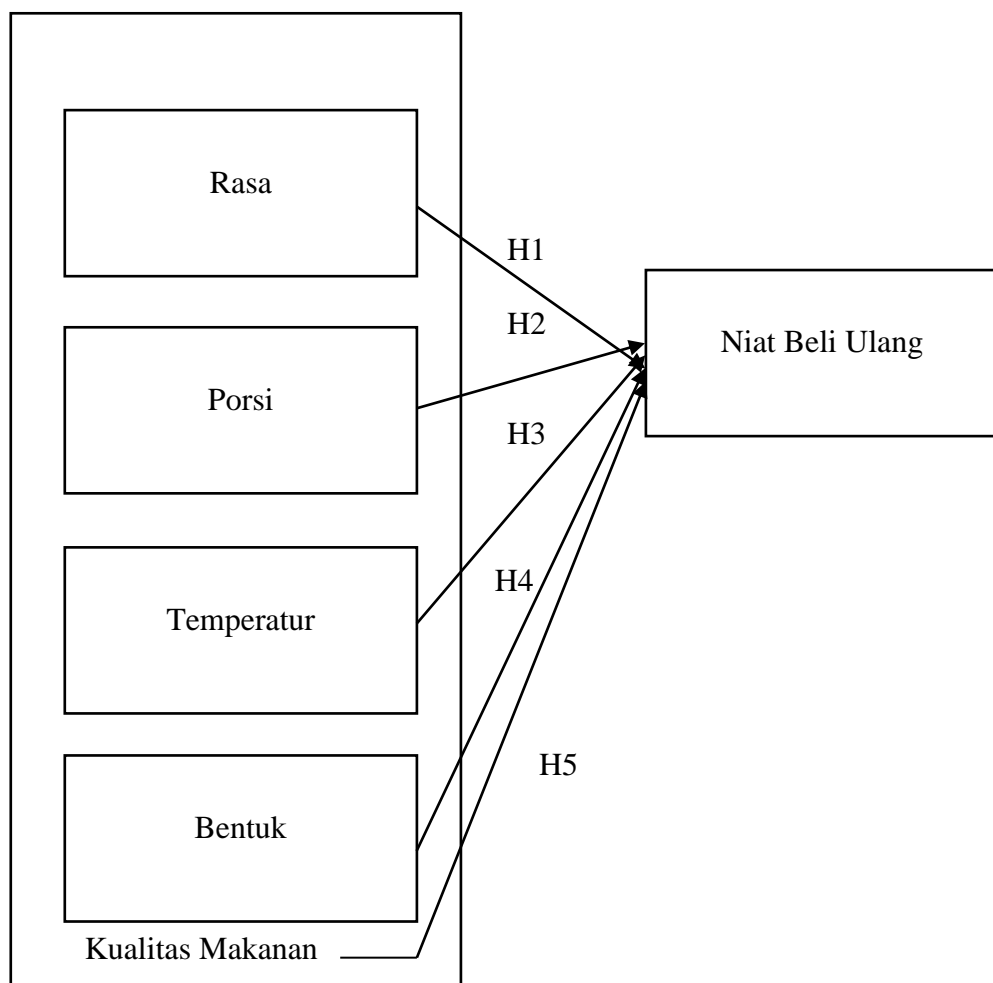 Rasa
H1
H2
Niat Beli Ulang
Porsi
H3
H4
Temperatur
H5
Bentuk
Kualitas Makanan